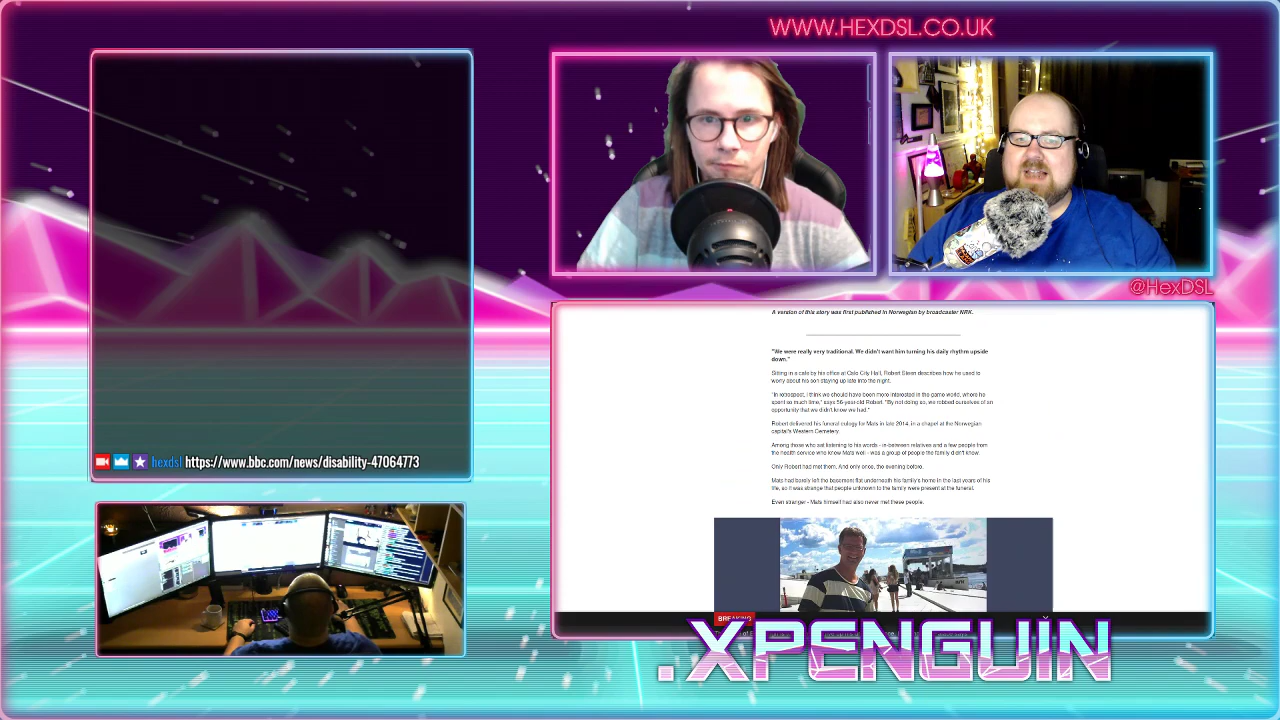 WWW.HEXDSL.CO.UK
@HexDSL
hexdsl https://www.bbc.com/news/disability-47064773
A version of this story was first published in Norwegian by broadcaster NRK.
"We were really very traditional. We didn't want him turning his daily rhythm upside
down."
Sitting in a cafe by his office at Oslo City Hall, Robert Steen describes how he used to
worry about his son staying up late into the night.
"In retrospect, I think we should have been more interested in the game world, where he
spent so much time," says 56-year-old Robert. "By not doing so, we robbed ourselves of an
opportunity that we didn't know we had."
Robert delivered his funeral eulogy for Mats in late 2014, in a chapel at the Norwegian
capital's Western Cemetery.
Among those who sat listening to his words - in-between relatives and a few people from
the health service who knew Mats well - was a group of people the family didn't know.
Only Robert had met them. And only once, the evening before.
Mats had barely left the basement flat underneath his family's home in the last years of his
life, so it was strange that people unknown to the family were present at the funeral.
Even stranger - Mats himself had also never met these people.
BREAKING
.XPENGUIN